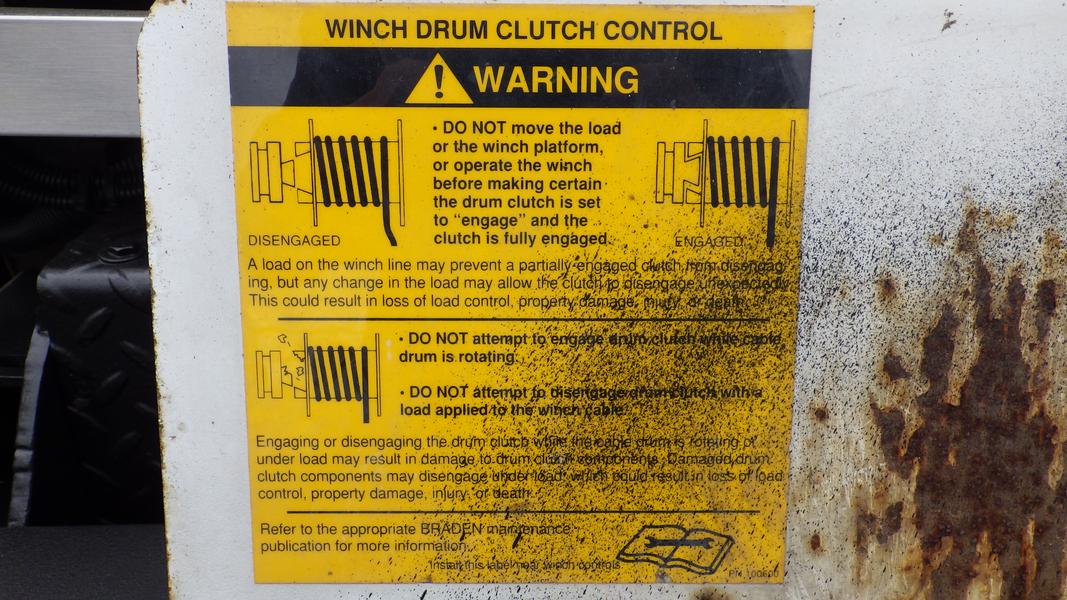 WINCH DRUM CLUTCH CONTROL
WARNING
• DO NOT move the load
or the winch platform,
or operate the winch
before making certain
the drum clutch is set
to “engage” and the
clutch is fully engaged.
DISENGAGED
ENGAGED
A load on the winch line may prevent a partially engaged clutch from disengag-
ing, but any change in the load may allow the clutch to disengage unexpectedly.
This could result in loss of load control, property damage, injury, or death.
• DO NOT attempt to engage drum clutch while cable
drum is rotating.
• DO NOT attempt to disengage drum clutch with a
load applied to the winch cable.
Engaging or disengaging the drum clutch while the cable drum is rotating or
under load may result in damage to drum clutch components. Damaged drum
clutch components may disengage under load, which could result in loss of load
control, property damage, injury, or death.
Refer to the appropriate BRADEN maintenance
publication for more information.
Install this label near winch controls
PN